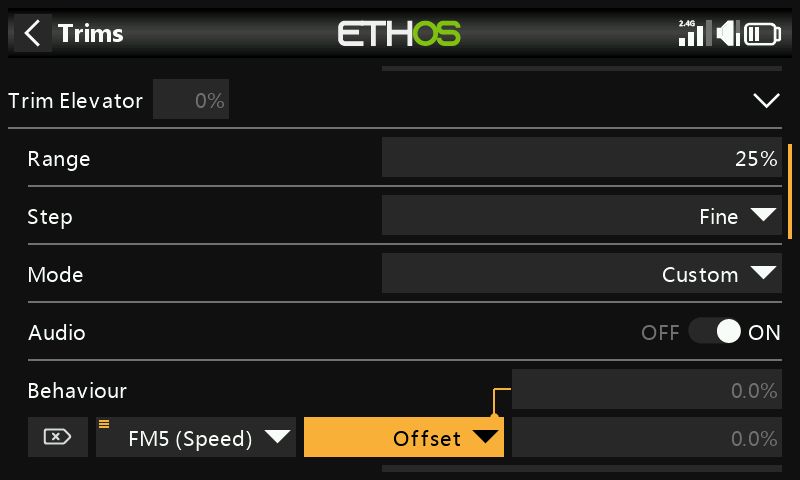 Trims ETHOS 2.4G
Trim Elevator 0%
Range 25%
Step Fine
Mode Custom
Audio OFF ON
Behaviour 0.0%
FM5 (Speed) Offset 0.0%